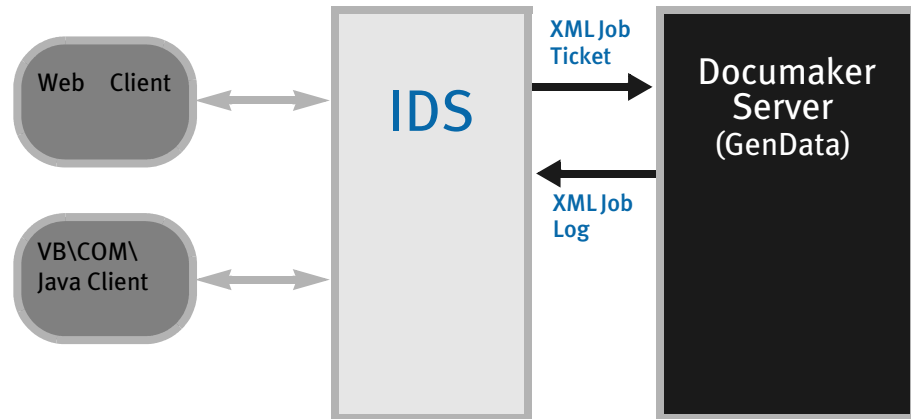 Web Client
VB\COM\
Java Client
IDS
XML Job
Ticket
XML Job
Log
Documaker
Server
(GenData)